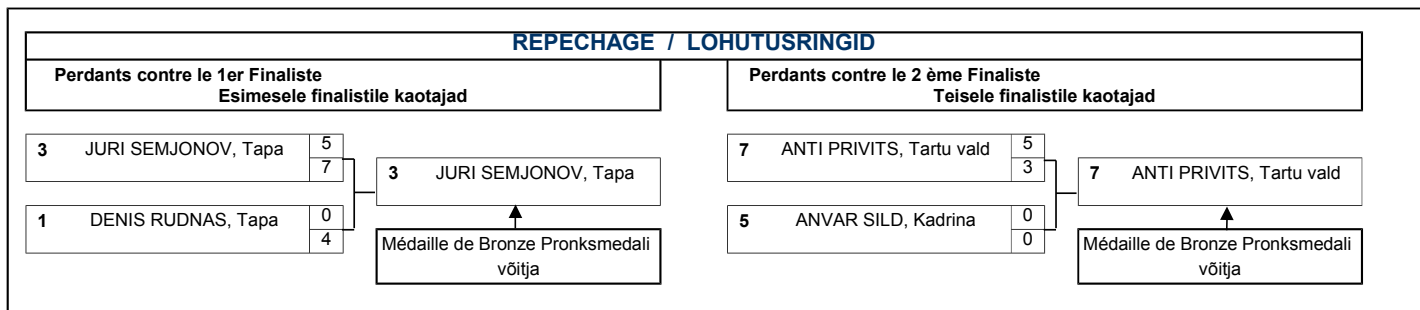 REPECHAGE / LOHUTUSRINGID
Perdants contre le 1er Finaliste
Esimesele finalistile kaotajad
Perdants contre le 2 ème Finaliste
Teisele finalistile kaotajad
3 JURI SEMJONOV, Tapa 5
7
3 JURI SEMJONOV, Tapa
1 DENIS RUDNAS, Tapa 0
4
Médaille de Bronze Pronksmedali
võitja
7 ANTI PRIVITS, Tartu vald 5
3
7 ANTI PRIVITS, Tartu vald
5 ANVAR SILD, Kadrina 0
0
Médaille de Bronze Pronksmedali
võitja